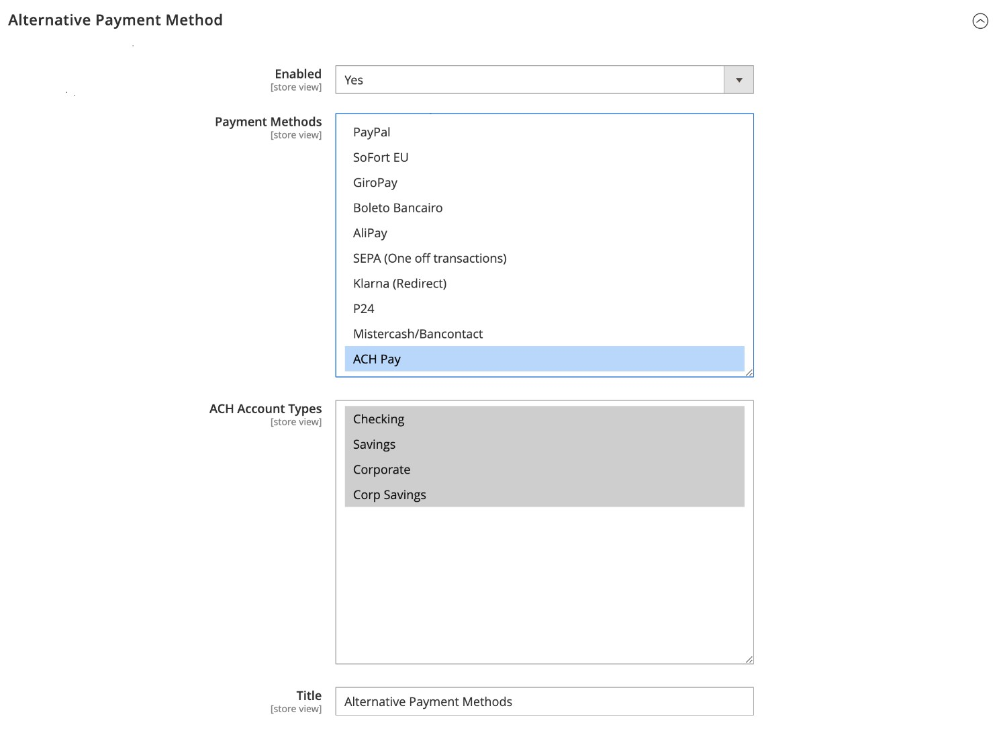 Alternative Payment Method
Enabled
[store view]
Yes
Payment Methods
[store view]
PayPal
SoFort EU
GiroPay
Boleto Bancairo
AliPay
SEPA (One off transactions)
Klarna (Redirect)
P24
Mistercash/Bancontact
ACH Pay
ACH Account Types
[store view]
Checking
Savings
Corporate
Corp Savings
Title
[store view]
Alternative Payment Methods